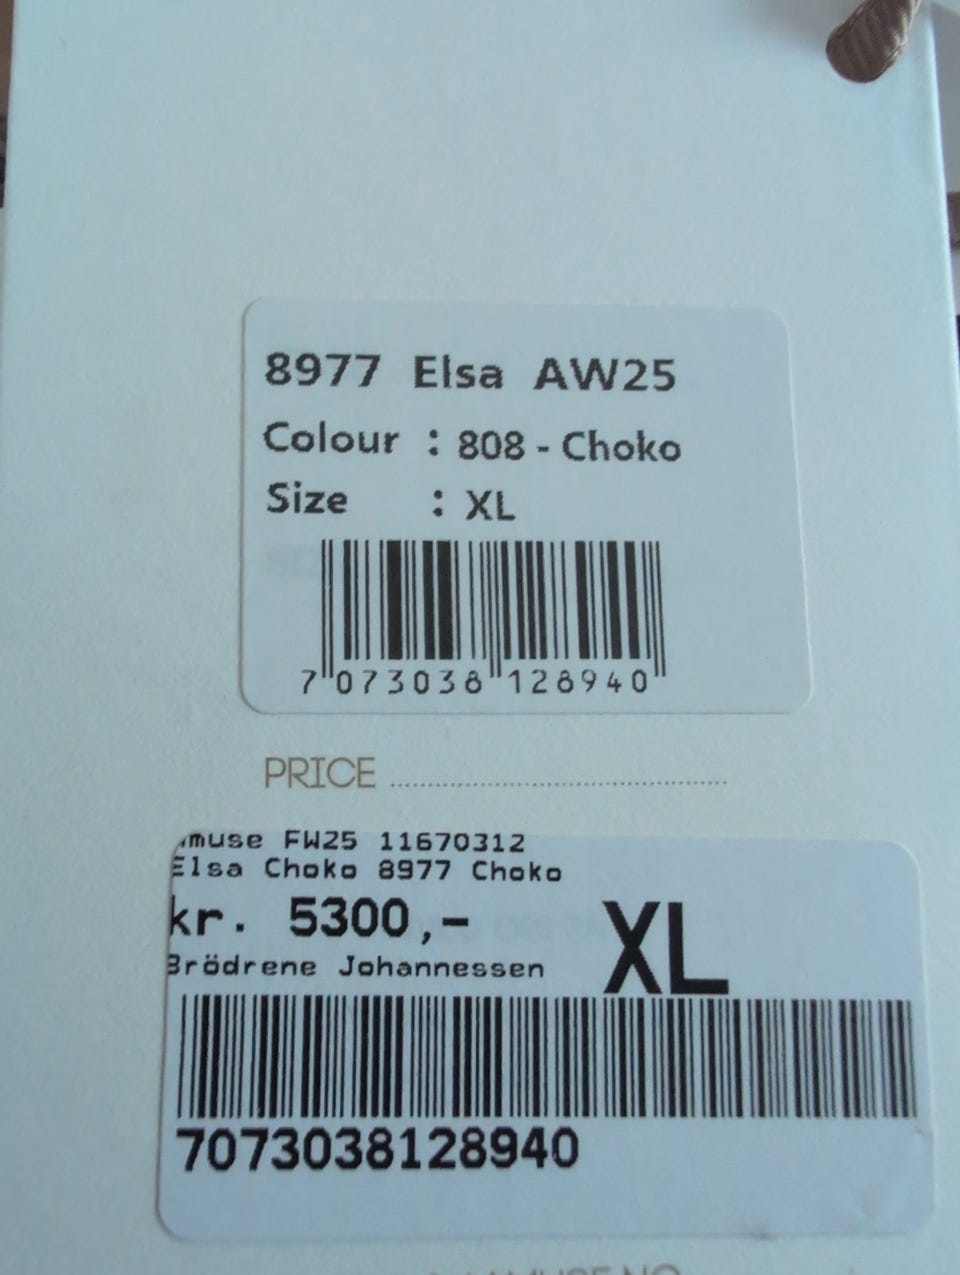 8977 Elsa AW25
Colour : 808 - Choko
Size : XL
7 073038 128940
PRICE
muse FW25 11670312
Elsa Choko 8977 Choko
kr. 5300,-
XL
Brödrene Johannessen
7073038128940